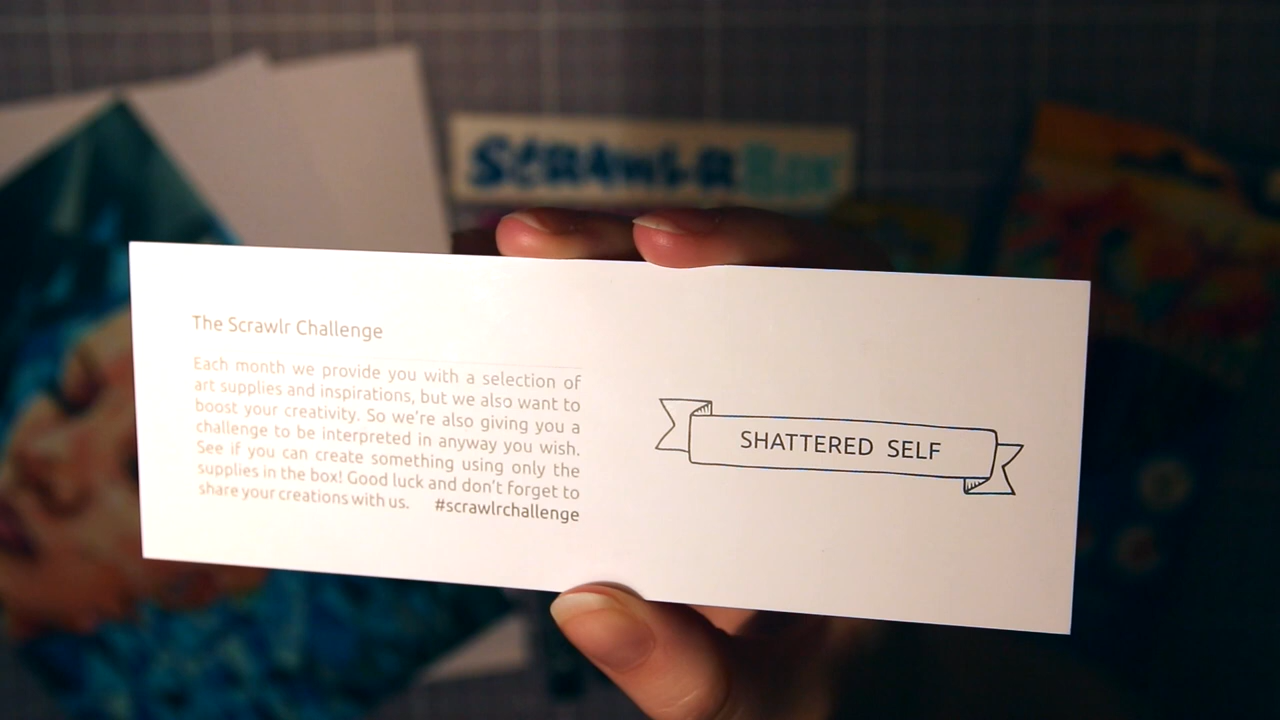 SCRAWLR BOX
The Scrawlr Challenge
Each month we provide you with a selection of
art supplies and inspirations, but we also want to
boost your creativity. So we're also giving you a
challenge to be interpreted in anyway you wish.
See if you can create something using only the
supplies in the box! Good luck and don't forget to
share your creations with us. #scrawlrchallenge
SHATTERED SELF